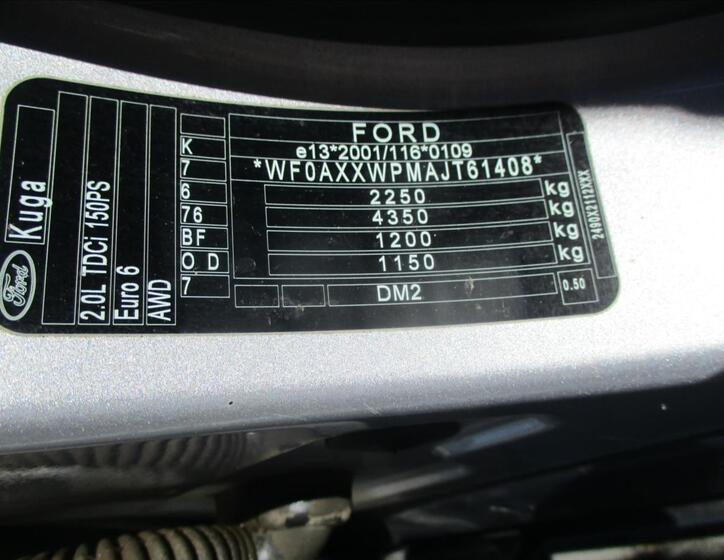 Ford
Kuga
2.0L TDCi 150PS
Euro 6
AWD
FORD
K
e13*2001/116*0109
7
*WF0AXXWPMAJT61408*
6
2250 kg
76
4350 kg
BF
1200 kg
O D
1150 kg
7
DM2
0.50
2490X2112XXX